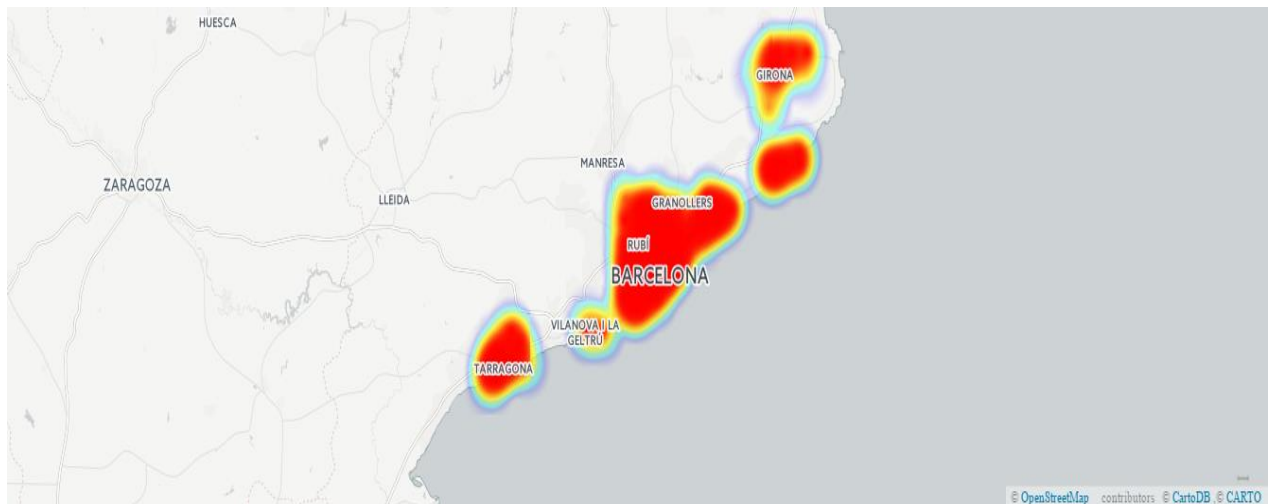 HUESCA
GIRONA
MANRESA
ZARAGOZA
LLEIDA
GRANOLLERS
RUBÍ
BARCELONA
VILANOVA I LA
GELTRÚ
TARRAGONA
© OpenStreetMap contributors © CartoDB ,© CARTO